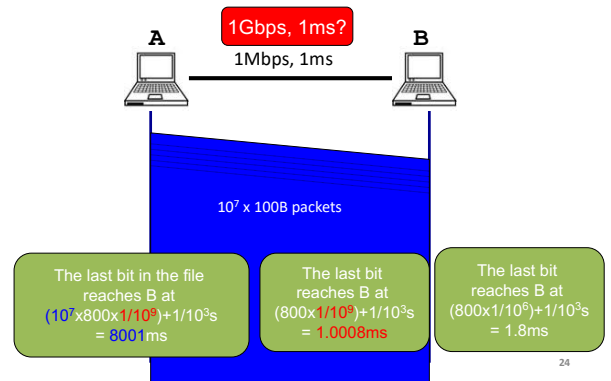 1Gbps, 1ms?
A
B
1Mbps, 1ms
10⁷ x 100B packets
The last bit in the file
reaches B at
(10⁷x800x1/10⁹)+1/10³s
= 8001ms
The last bit
reaches B at
(800x1/10⁹)+1/10³s
= 1.0008ms
The last bit
reaches B at
(800x1/10⁶)+1/10³s
= 1.8ms
24